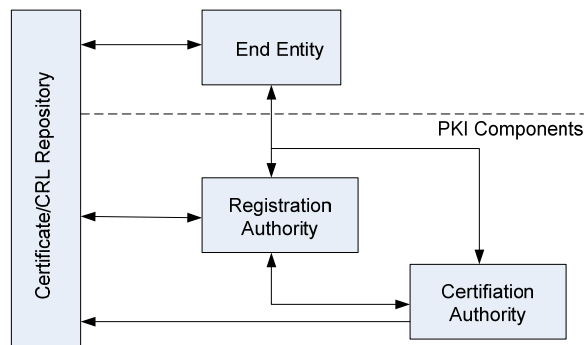 End Entity
PKI Components
Certificate/CRL Repository
Registration
Authority
Certifiation
Authority